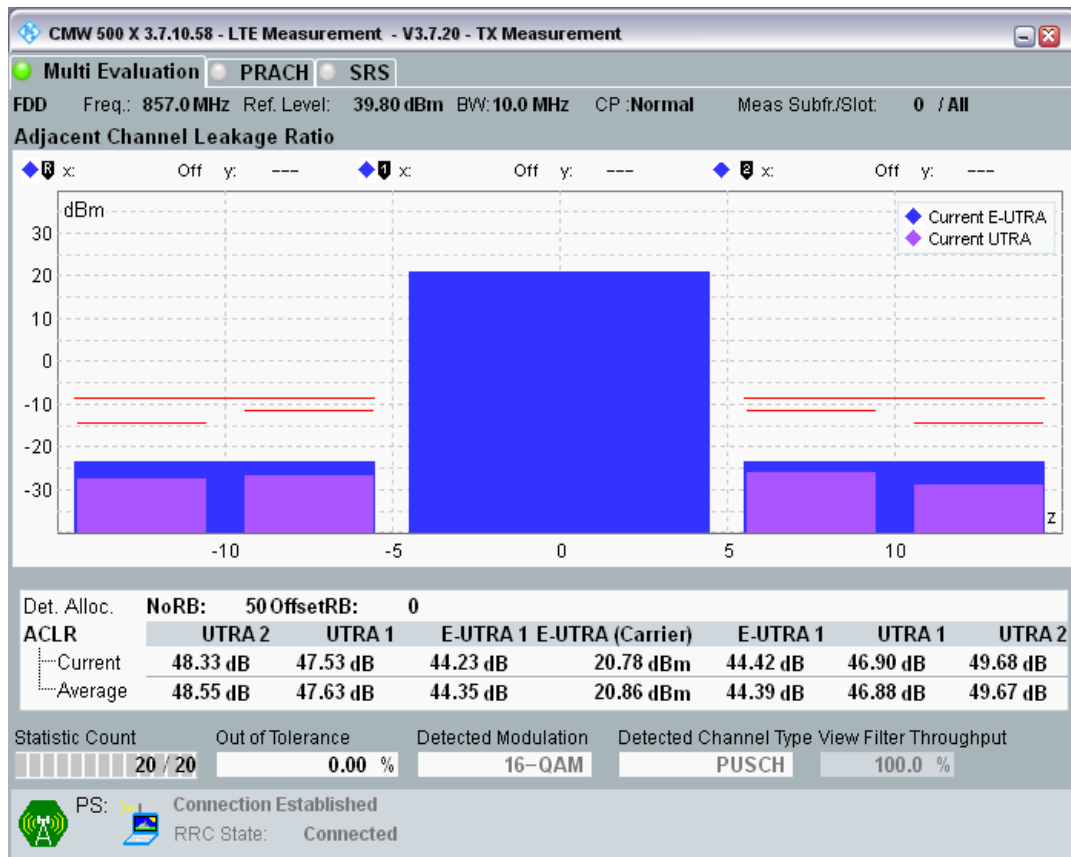 CMW 500 X 3.7.10.58 - LTE Measurement - V3.7.20 - TX Measurement
Multi Evaluation PRACH SRS
FDD Freq.: 857.0 MHz Ref. Level: 39.80 dBm BW: 10.0 MHz CP :Normal Meas Subfr./Slot: 0 / All
Adjacent Channel Leakage Ratio
R x: Off y: --- 1 x: Off y: --- 2 x: Off y: ---
dBm
Current E-UTRA
Current UTRA
30
20
10
0
-10
-20
-30
z
-10 -5 0 5 10
Det. Alloc. NoRB: 50 OffsetRB: 0
ACLR UTRA 2 UTRA 1 E-UTRA 1 E-UTRA (Carrier) E-UTRA 1 UTRA 1 UTRA 2
Current 48.33 dB 47.53 dB 44.23 dB 20.78 dBm 44.42 dB 46.90 dB 49.68 dB
Average 48.55 dB 47.63 dB 44.35 dB 20.86 dBm 44.39 dB 46.88 dB 49.67 dB
Statistic Count Out of Tolerance Detected Modulation Detected Channel Type View Filter Throughput
20 / 20 0.00 % 16-QAM PUSCH 100.0 %
PS: Connection Established
RRC State: Connected